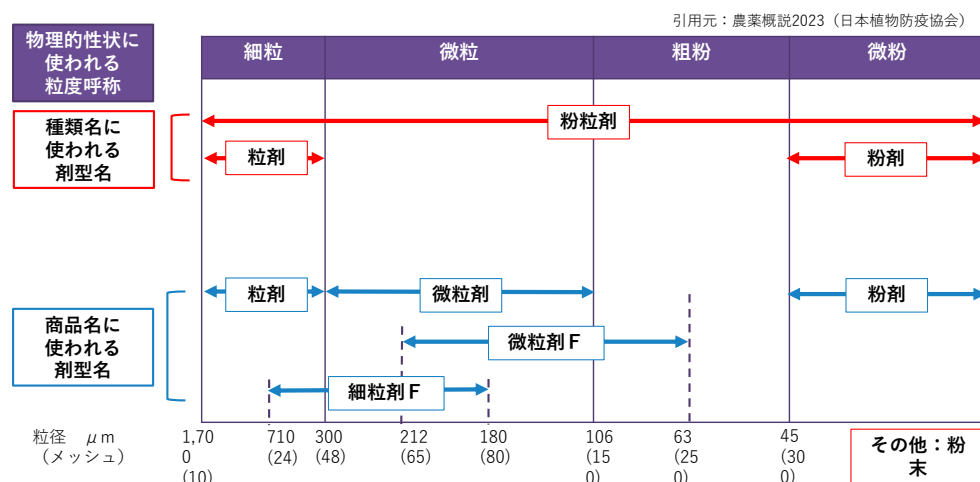 引用元：農薬概説2023（日本植物防疫協会）
物理的性状に
使われる
粒度呼称
細粒
微粒
粗粉
微粉
種類名に
使われる
剤型名
粉粒剤
粒剤
粉剤
商品名に
使われる
剤型名
粒剤
微粒剤
粉剤
微粒剤Ｆ
細粒剤Ｆ
粒径　μｍ
（メッシュ）
1,70
0
(10)
710
(24)
300
(48)
212
(65)
180
(80)
106
(15
0)
63
(25
0)
45
(30
0)
その他：粉
末